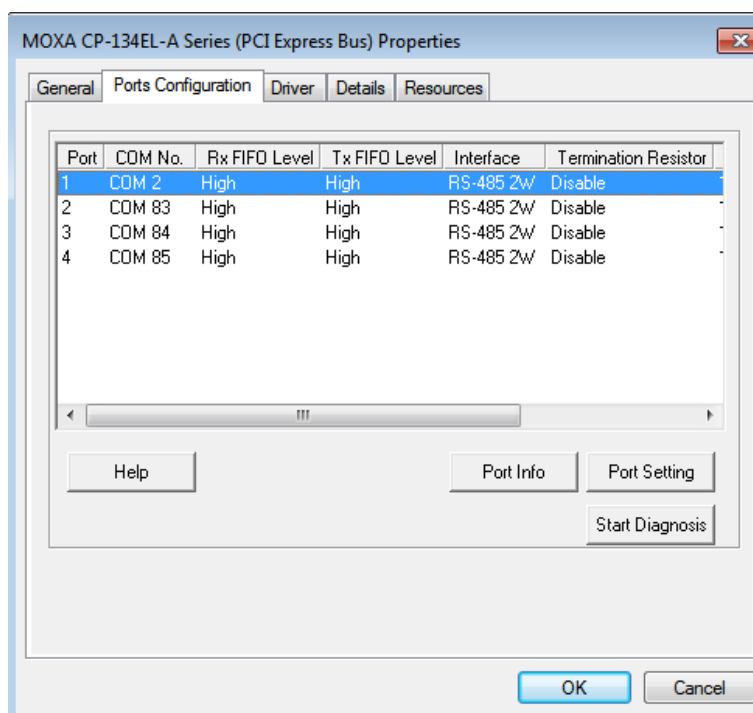 MOXA CP-134EL-A Series (PCI Express Bus) Properties
General Ports Configuration Driver Details Resources
Port COM No. Rx FIFO Level Tx FIFO Level Interface Termination Resistor
1 COM 2 High High RS-485 2W Disable
2 COM 83 High High RS-485 2W Disable
3 COM 84 High High RS-485 2W Disable
4 COM 85 High High RS-485 2W Disable
Help Port Info Port Setting
Start Diagnosis
OK Cancel